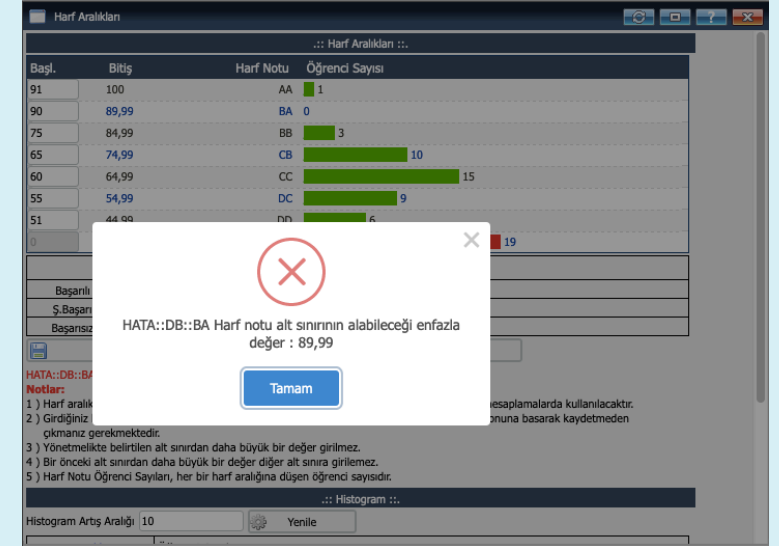 Harf Aralıkları
.:: Harf Aralıkları ::.
Başl. Bitiş Harf Notu Öğrenci Sayısı
91 100 AA 1
90 89,99 BA 0
75 84,99 BB 3
65 74,99 CB 10
60 64,99 CC 15
55 54,99 DC 9
51 44,99 DD 6
0 19
Başarılı
Ş.Başarı
Başarısız
HATA::DB::BA Harf notu alt sınırının alabileceği enfazla
değer : 89,99
Tamam
HATA::DB::BA
Notlar:
1 ) Harf aralık esaplamalarda kullanılacaktır.
2 ) Girdiğiniz onuna basarak kaydetmeden
çıkmanız gerekmektedir.
3 ) Yönetmelikte belirtilen alt sınırdan daha büyük bir değer girilmez.
4 ) Bir önceki alt sınırdan daha büyük bir değer diğer alt sınıra girilemez.
5 ) Harf Notu Öğrenci Sayıları, her bir harf aralığına düşen öğrenci sayısıdır.
.:: Histogram ::.
Histogram Artış Aralığı 10 Yenile